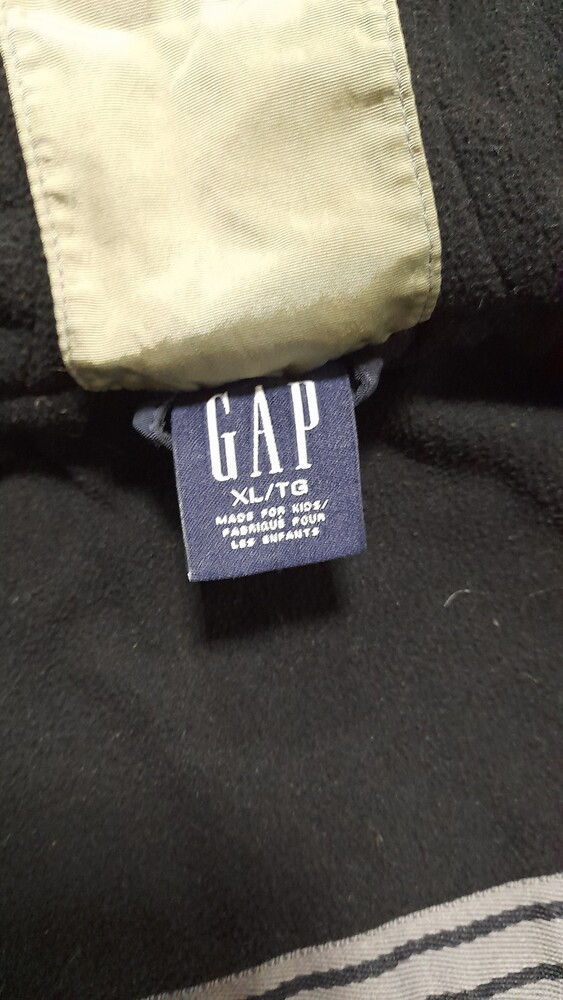 GAP
XL/TG
MADE FOR KIDS/
FABRIQUÉ POUR
LES ENFANTS